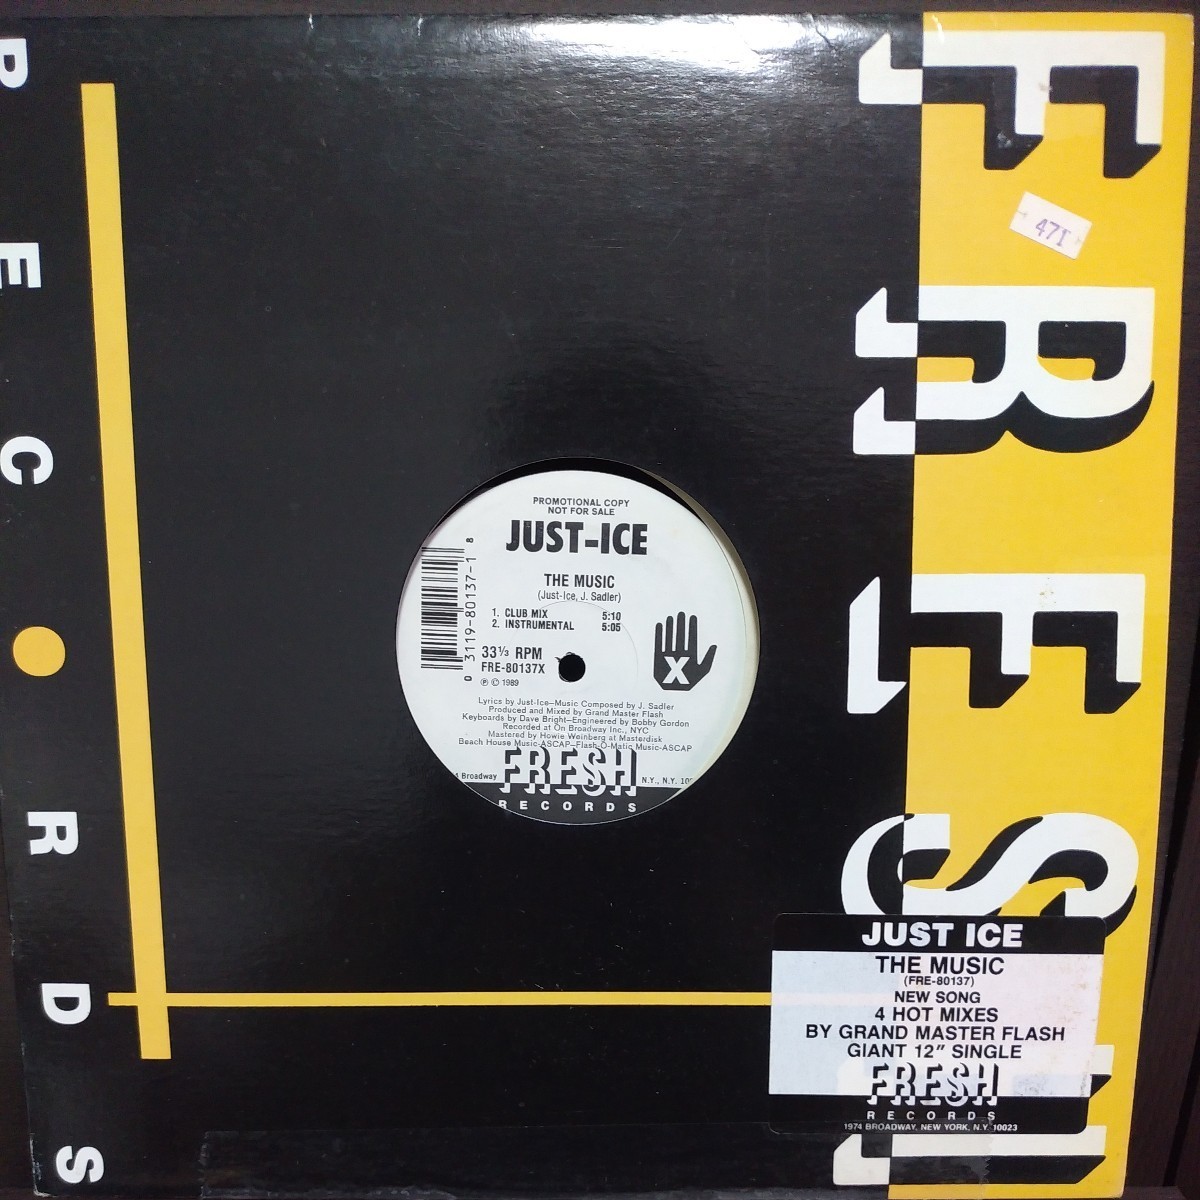 RECORDS
FRESH
47I
PROMOTIONAL COPY
NOT FOR SALE
JUST-ICE
THE MUSIC
(Just-Ice, J. Sadler)
1. CLUB MIX 5:10
2. INSTRUMENTAL 5:05
33⅓ RPM
FRE-80137X
℗ © 1989
0 3119-80137-1 8
X
Lyrics by Just-Ice—Music Composed by J. Sadler
Produced and Mixed by Grand Master Flash
Keyboards by Dave Bright—Engineered by Bobby Gordon
Recorded at On Broadway Inc., NYC
Mastered by Howie Weinberg at Masterdisk
Beach House Music-ASCAP—Flash-O-Matic Music-ASCAP
Broadway N.Y., N.Y.
FRESH
RECORDS
JUST ICE
THE MUSIC
(FRE-80137)
NEW SONG
4 HOT MIXES
BY GRAND MASTER FLASH
GIANT 12" SINGLE
FRESH
RECORDS
1974 BROADWAY, NEW YORK, N.Y. 10023